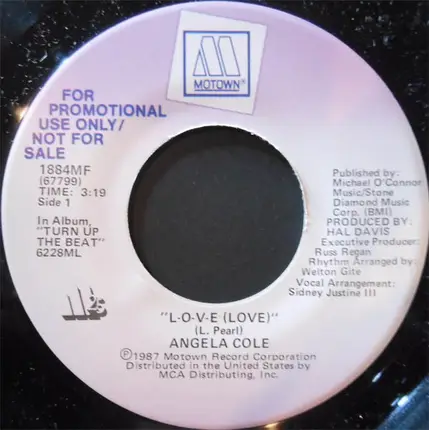 MOTOWN®
FOR
PROMOTIONAL
USE ONLY/
NOT FOR
SALE
1884MF
(67799)
TIME: 3:19
Side 1
In Album,
"TURN UP
THE BEAT"
6228ML
Published by:
Michael O'Connor
Music/Stone
Diamond Music
Corp. (BMI)
PRODUCED BY:
HAL DAVIS
Executive Producer:
Russ Regan
Rhythm Arranged by:
Welton Gite
Vocal Arrangement:
Sidney Justine III
25
"L-O-V-E (LOVE)"
(L. Pearl)
ANGELA COLE
℗1987 Motown Record Corporation
Distributed in the United States by
MCA Distributing, Inc.